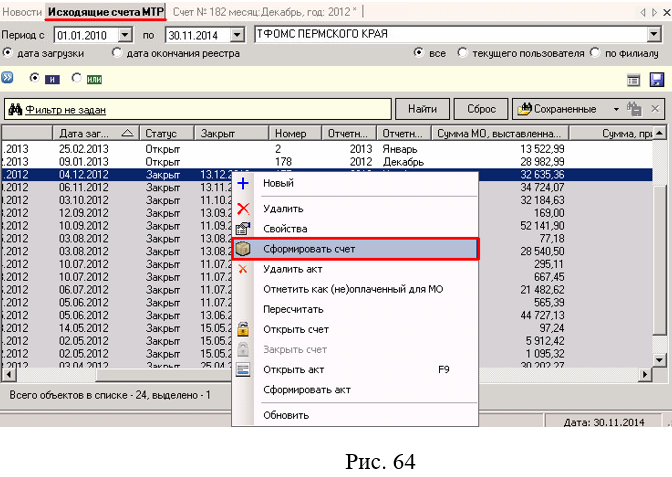 Новости Исходящие счета МТР Счет № 182 месяц:Декабрь, год: 2012 *
Период с 01.01.2010 по 30.11.2014 ТФОМС ПЕРМСКОГО КРАЯ
дата загрузки дата окончания реестра все текущего пользователя по филиалу
и или
Фильтр не задан Найти Сброс Сохраненные
Дата заг... Статус Закрыт Номер Отчетн... Отчетн... Сумма МО, выставленна... Сумма, при
.2013 25.02.2013 Открыт 2 2013 Январь 13 522,99
.2013 09.01.2013 Открыт 178 2012 Декабрь 28 982,99
.2012 04.12.2012 Закрыт 13.12.2 32 635,36
.2012 06.11.2012 Закрыт 13.11.2 34 724,07
.2012 03.10.2012 Закрыт 11.10.2 32 184,63
.2012 12.09.2012 Закрыт 13.09.2 169,00
.2012 05.09.2012 Закрыт 11.09.2 52 141,90
.2012 03.08.2012 Закрыт 13.08.2 77,18
.2012 03.08.2012 Закрыт 13.08.2 28 540,50
.2012 10.07.2012 Закрыт 11.07.2 295,11
.2012 10.07.2012 Закрыт 11.07.2 667,45
.2012 05.07.2012 Закрыт 11.07.2 21 482,62
.2012 05.06.2012 Закрыт 13.06.2 565,39
.2012 05.06.2012 Закрыт 13.06.2 44 727,13
.2012 14.05.2012 Закрыт 15.05.2 97,24
.2012 02.05.2012 Закрыт 15.05.2 5 912,42
.2012 02.05.2012 Закрыт 15.05.2 1 095,32
.2012 03.04.2012 Закрыт 25.04.2 30 202,27
Новый
Удалить
Свойства
Сформировать счет
Удалить акт
Отметить как (не)оплаченный для МО
Пересчитать
Открыть счет
Закрыть счет
Открыть акт F9
Сформировать акт
Обновить
Всего объектов в списке - 24, выделено - 1
Дата: 30.11.2014
Рис. 64